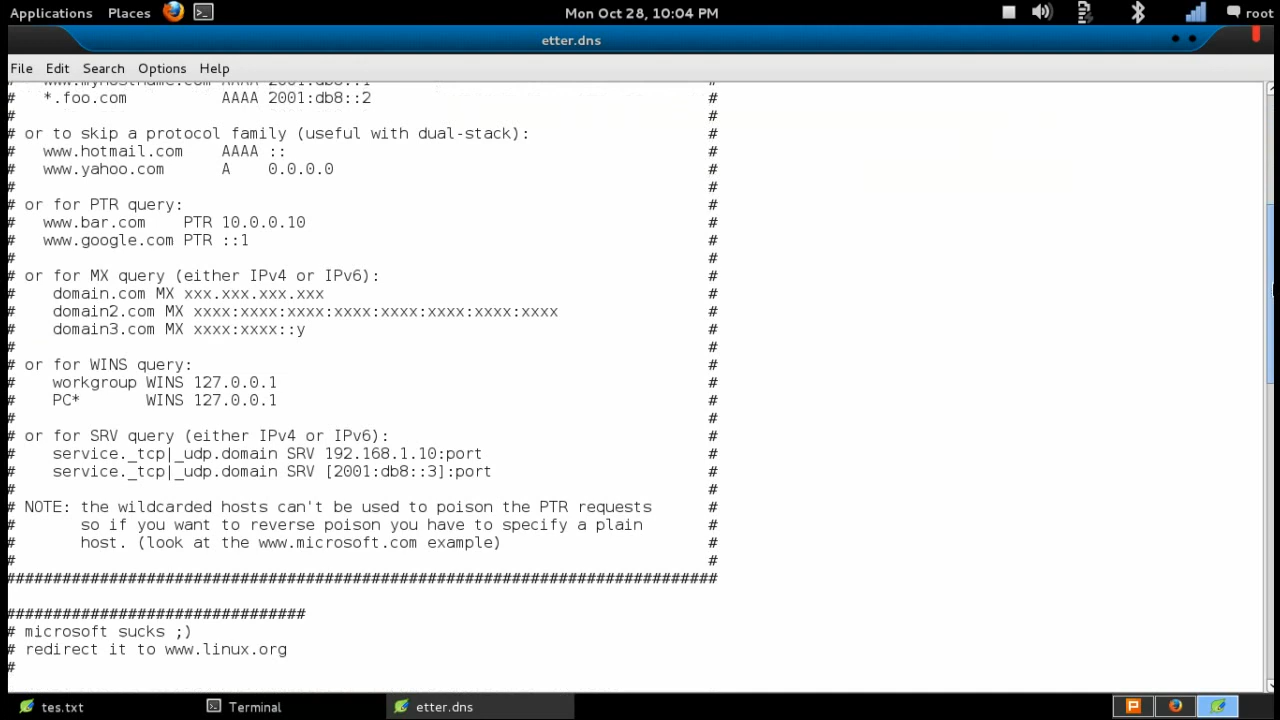 Applications Places Mon Oct 28, 10:04 PM root
etter.dns
File Edit Search Options Help
# www.myhostname.com AAAA 2001:db8::1 #
# *.foo.com AAAA 2001:db8::2 #
# #
# or to skip a protocol family (useful with dual-stack): #
# www.hotmail.com AAAA :: #
# www.yahoo.com A 0.0.0.0 #
# #
# or for PTR query: #
# www.bar.com PTR 10.0.0.10 #
# www.google.com PTR ::1 #
# #
# or for MX query (either IPv4 or IPv6): #
# domain.com MX xxx.xxx.xxx.xxx #
# domain2.com MX xxxx:xxxx:xxxx:xxxx:xxxx:xxxx:xxxx:xxxx #
# domain3.com MX xxxx:xxxx::y #
# #
# or for WINS query: #
# workgroup WINS 127.0.0.1 #
# PC* WINS 127.0.0.1 #
# #
# or for SRV query (either IPv4 or IPv6): #
# service._tcp|_udp.domain SRV 192.168.1.10:port #
# service._tcp|_udp.domain SRV [2001:db8::3]:port #
# #
# NOTE: the wildcarded hosts can't be used to poison the PTR requests #
# so if you want to reverse poison you have to specify a plain #
# host. (look at the www.microsoft.com example) #
# #
############################################################################
################################
# microsoft sucks ;)
# redirect it to www.linux.org
#
tes.txt Terminal etter.dns